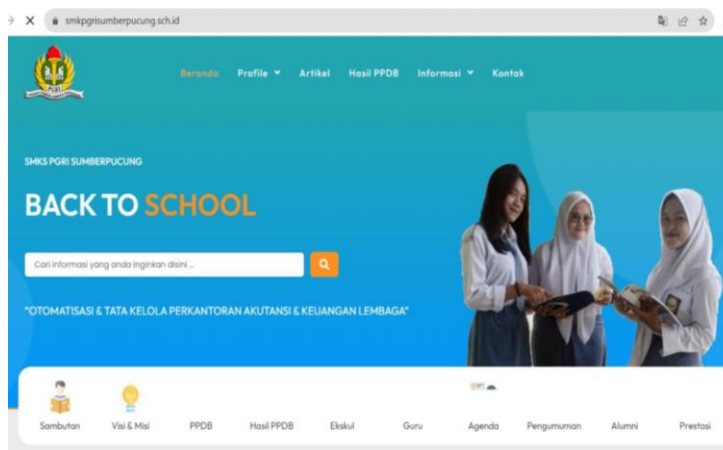 smkpgrisumberpucung.sch.id
Beranda Profile Artikel Hasil PPDB Informasi Kontak
PGRI
SMKS PGRI SUMBERPUCUNG
BACK TO SCHOOL
Cari informasi yang anda inginkan disini ...
"OTOMATISASI & TATA KELOLA PERKANTORAN AKUTANSI & KEUANGAN LEMBAGA"
Sambutan Visi & Misi PPDB Hasil PPDB Ekskul Guru Agenda Pengumuman Alumni Prestasi